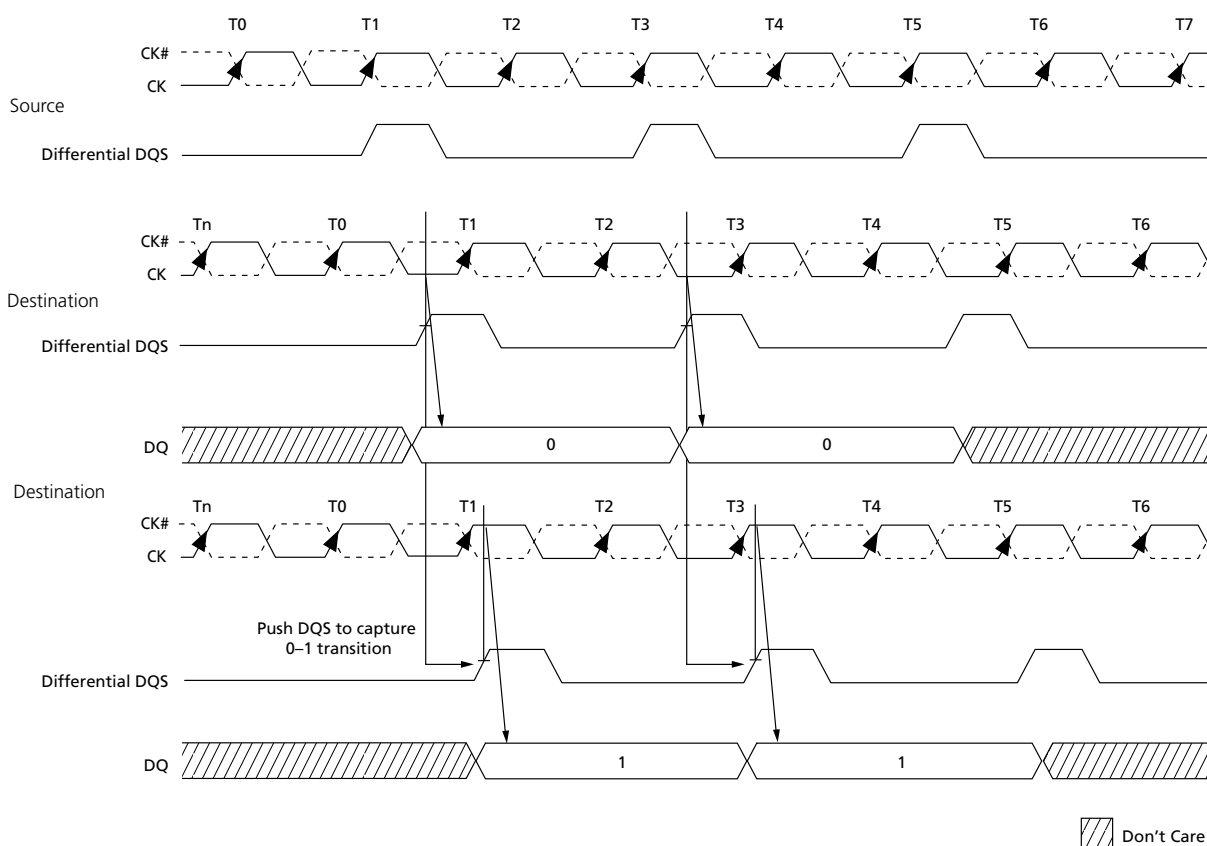 T0 T1 T2 T3 T4 T5 T6 T7
CK#
CK
Source
Differential DQS
Tn T0 T1 T2 T3 T4 T5 T6
CK#
CK
Destination
Differential DQS
DQ 0 0
Destination
Tn T0 T1 T2 T3 T4 T5 T6
CK#
CK
Push DQS to capture
0–1 transition
Differential DQS
DQ 1 1
Don't Care